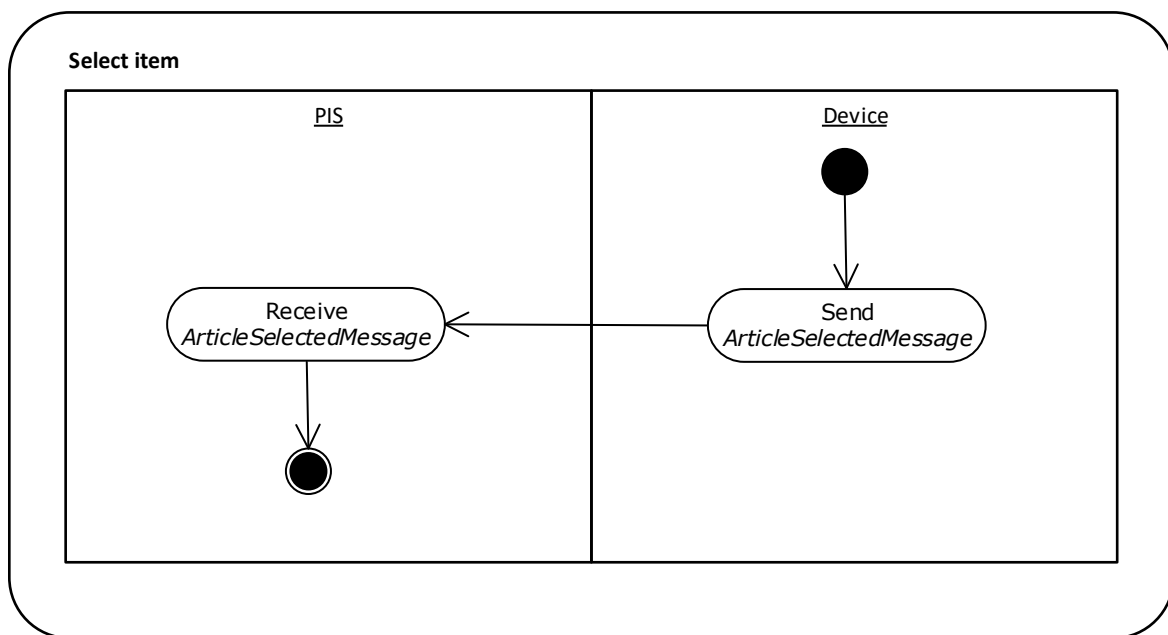 Select item
PIS
Device
Receive
ArticleSelectedMessage
Send
ArticleSelectedMessage